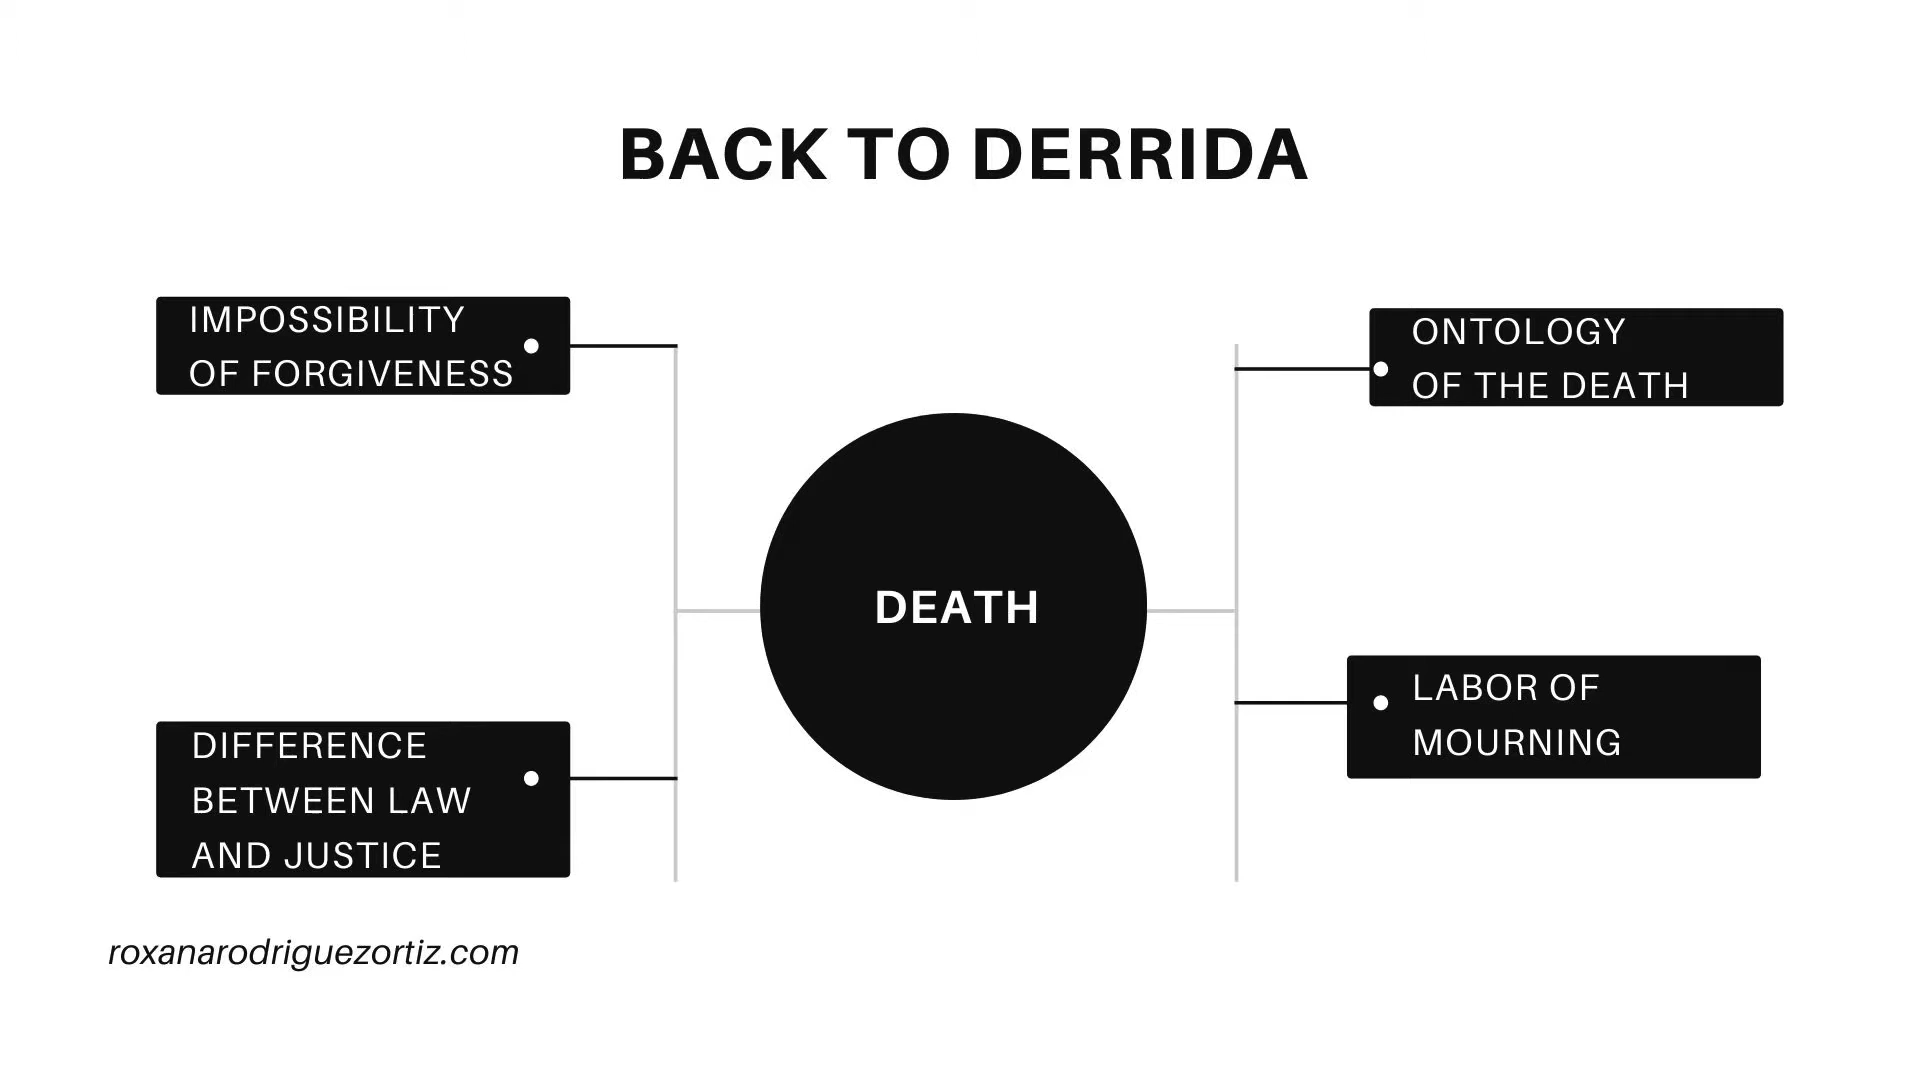 BACK TO DERRIDA
IMPOSSIBILITY
OF FORGIVENESS
ONTOLOGY
OF THE DEATH
DEATH
DIFFERENCE
BETWEEN LAW
AND JUSTICE
LABOR OF
MOURNING
roxanarodriguezortiz.com